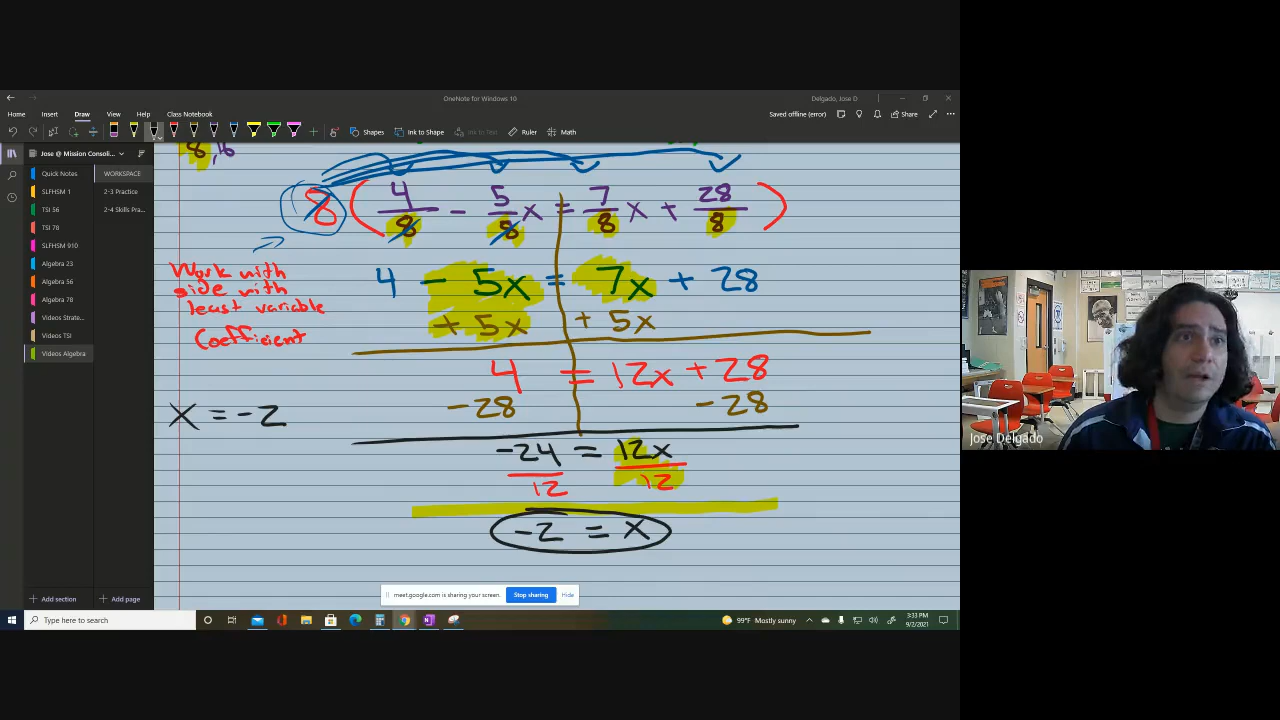 OneNote for Windows 10
Delgado, Jose D
Home Insert Draw View Help Class Notebook
Saved offline (error) Share
Shapes Ink to Shape Ink to Text Ruler Math
Jose @ Mission Consoli...
Quick Notes
SLFHSM 1
TSI 56
TSI 78
SLFHSM 910
Algebra 23
Algebra 56
Algebra 78
Videos Strate...
Videos TSI
Videos Algebra
WORKSPACE
2-3 Practice
2-4 Skills Pra...
8, 16
8 ( 4/8 - 5/8 x = 7/8 x + 28/8 )
Work with
side with
least variable
Coefficient
4 - 5x = 7x + 28
+ 5x + 5x
4 = 12x + 28
-28 -28
x = -2
-24 = 12x
12 12
-2 = x
meet.google.com is sharing your screen. Stop sharing Hide
Add section Add page
Type here to search
99°F Mostly sunny
3:33 PM
9/2/2021
Jose Delgado